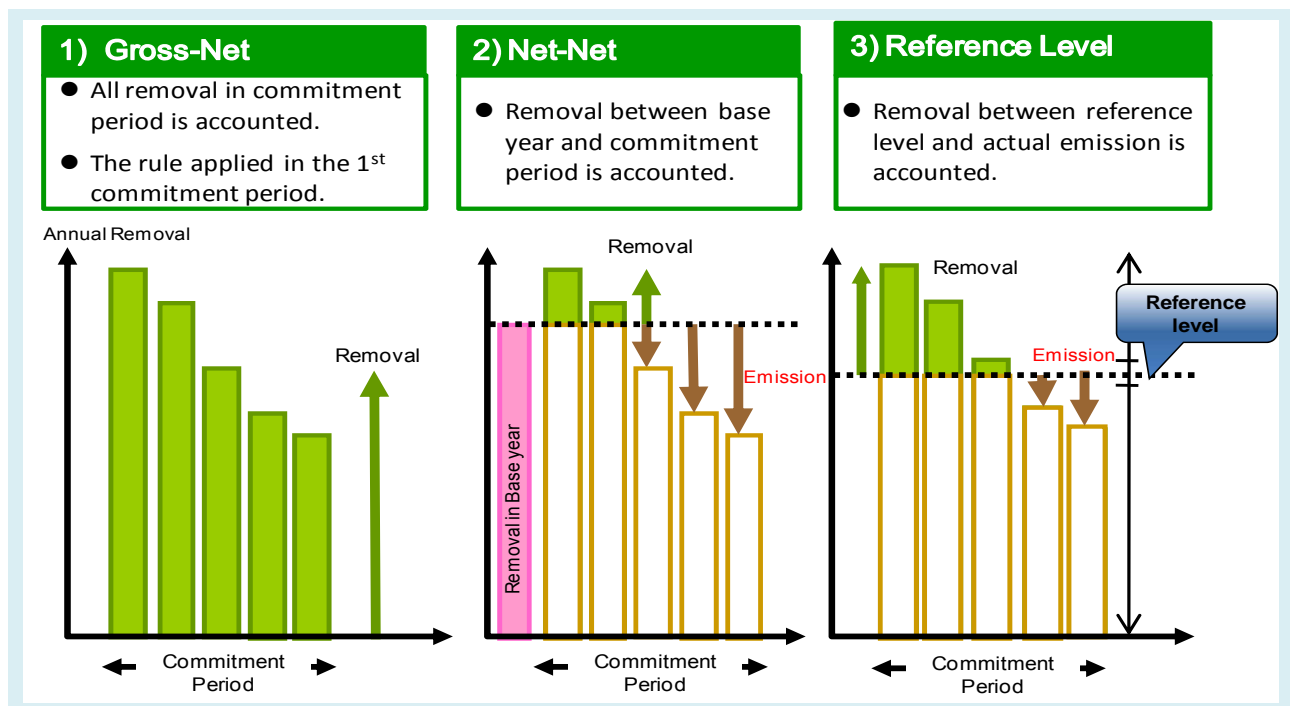 1) Gross-Net
● All removal in commitment
period is accounted.
● The rule applied in the 1st
commitment period.
2) Net-Net
● Removal between base
year and commitment
period is accounted.
3) Reference Level
● Removal between reference
level and actual emission is
accounted.
Annual Removal
Removal
Commitment
Period
Removal
Emission
Removal in Base year
Commitment
Period
Removal
Emission
Reference
level
Commitment
Period